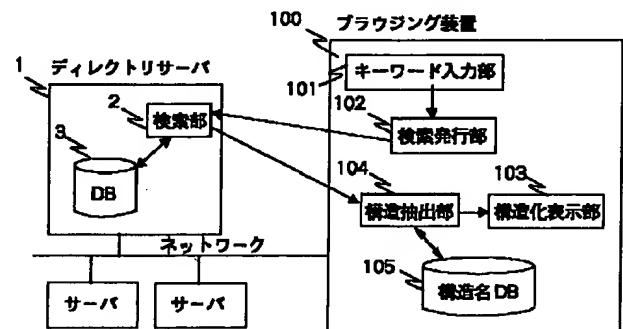 ブラウジング装置
100
1
ディレクトリサーバ
101
キーワード入力部
2
検索部
102
検索発行部
3
DB
104
103
構造抽出部
構造化表示部
ネットワーク
105
構造名DB
サーバ
サーバ